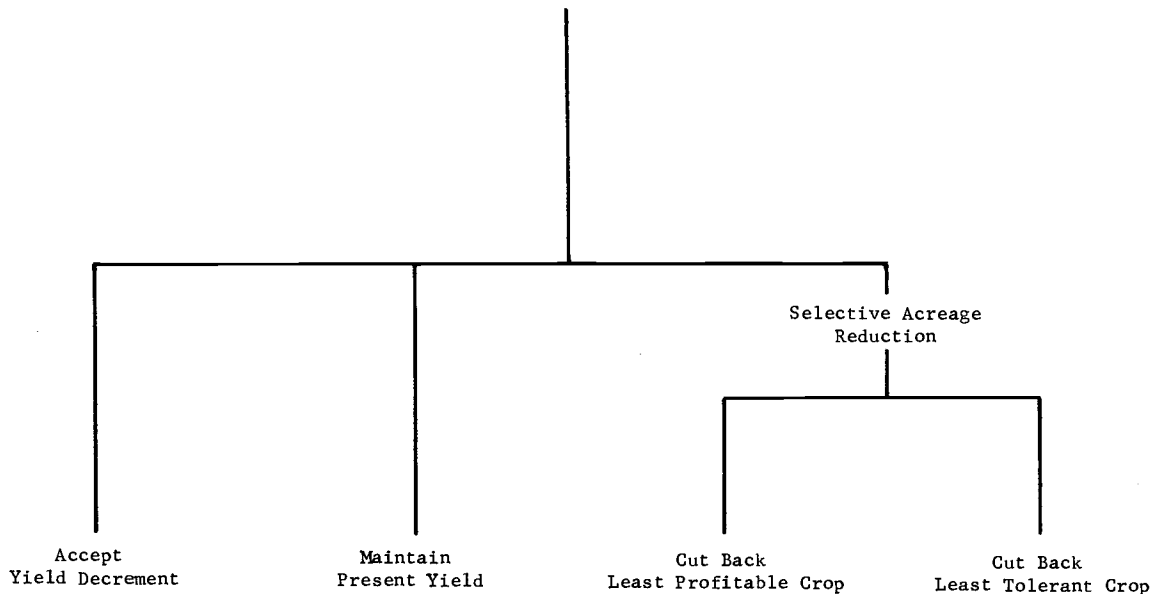 Selective Acreage
Reduction
Accept
Yield Decrement
Maintain
Present Yield
Cut Back
Least Profitable Crop
Cut Back
Least Tolerant Crop